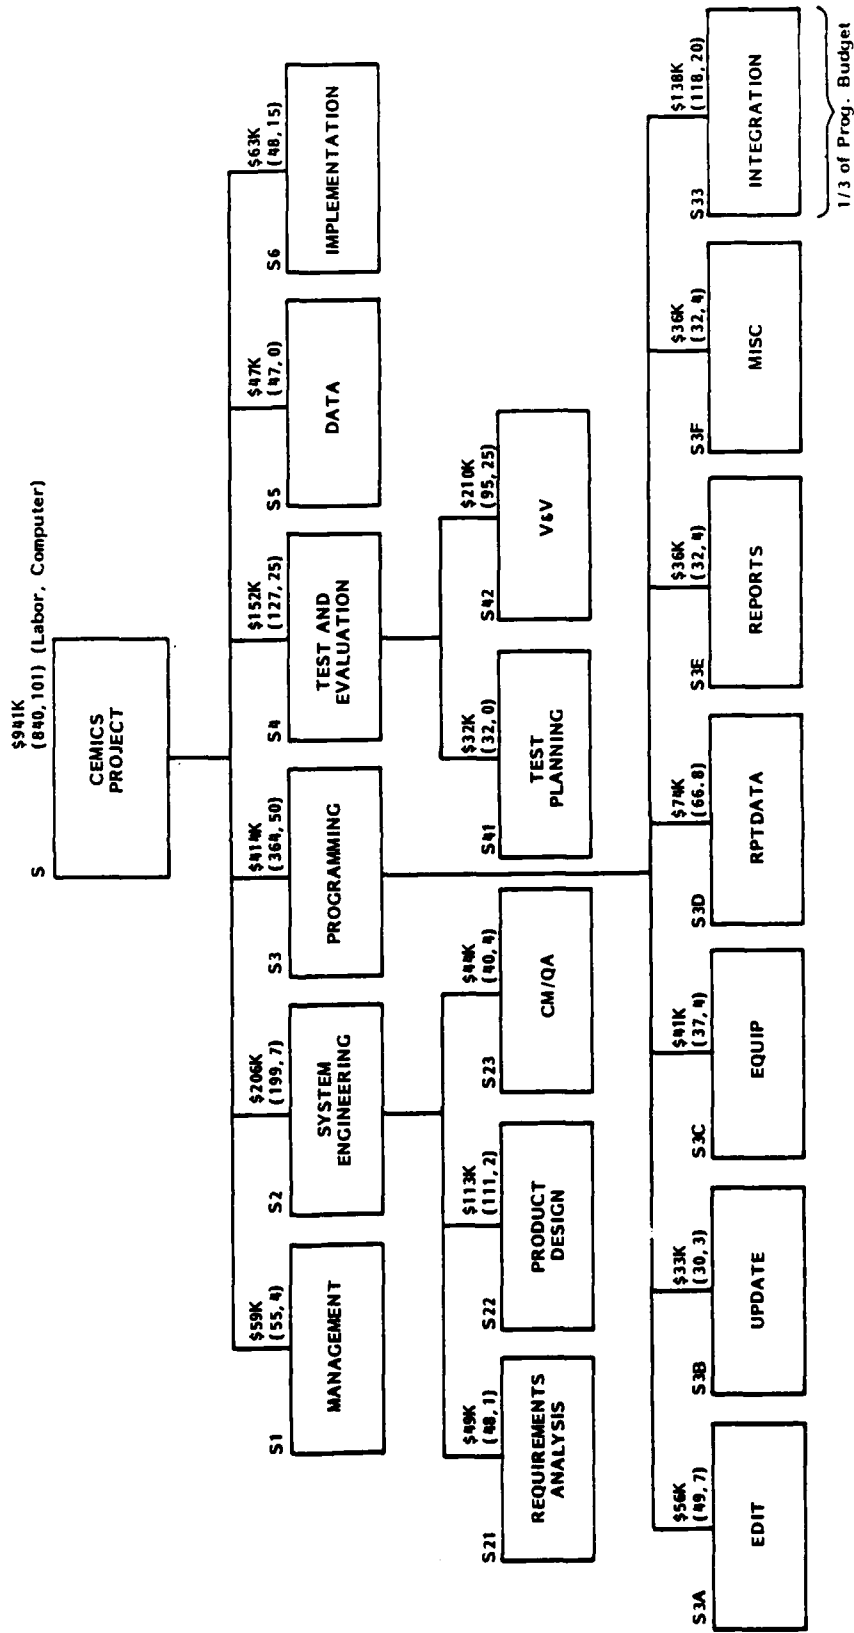 $941K
(840,101) (Labor, Computer)
S
CEMICS
PROJECT
$59K
(55,4)
S1
MANAGEMENT
$206K
(199,7)
S2
SYSTEM
ENGINEERING
$414K
(364,50)
S3
PROGRAMMING
$152K
(127,25)
S4
TEST AND
EVALUATION
$47K
(47,0)
S5
DATA
$63K
(48,15)
S6
IMPLEMENTATION
$49K
(48,1)
S21
REQUIREMENTS
ANALYSIS
$113K
(111,2)
S22
PRODUCT
DESIGN
$44K
(40,4)
S23
CM/QA
$32K
(32,0)
S41
TEST
PLANNING
$210K
(95,25)
S42
V&V
$56K
(49,7)
S3A
EDIT
$33K
(30,3)
S3B
UPDATE
$41K
(37,4)
S3C
EQUIP
$74K
(66.8)
S3D
RPTDATA
$36K
(32,4)
S3E
REPORTS
$36K
(32,4)
S3F
MISC
$138K
(118,20)
S33
INTEGRATION
1/3 of Prog. Budget